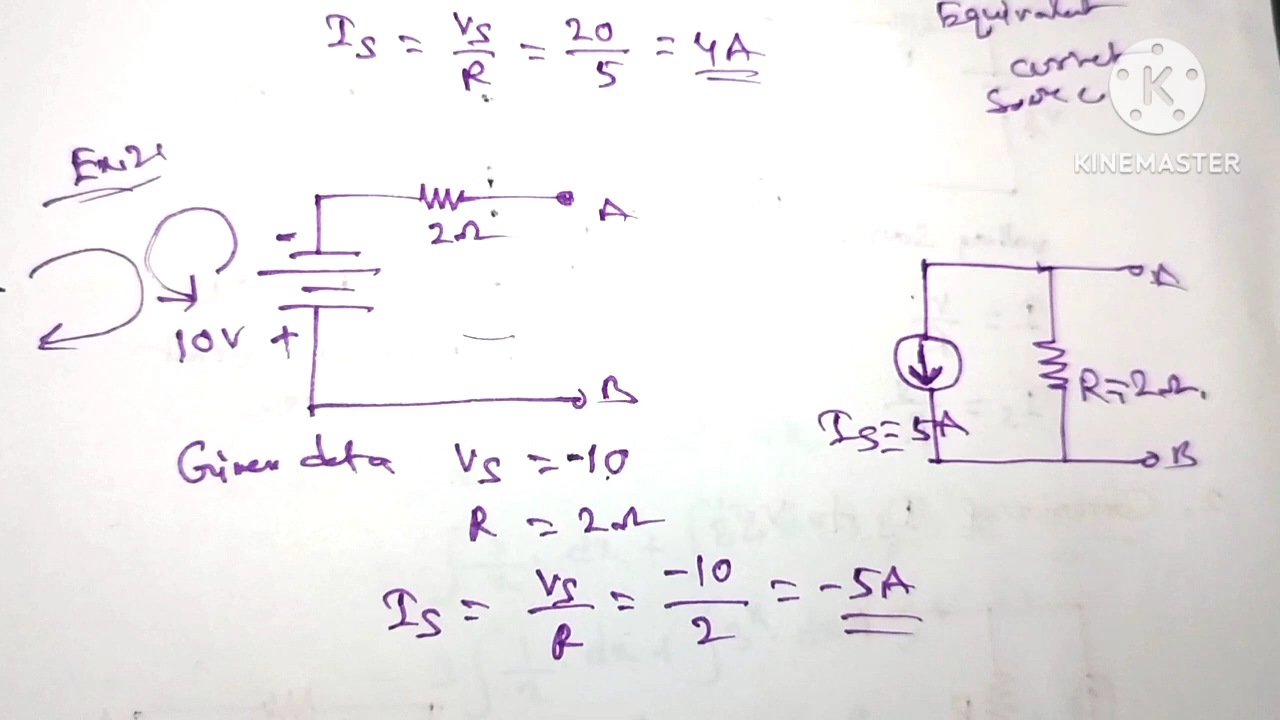 Is = Vs/R = 20/5 = 4A
Equivalent
current
Source
K
KINEMASTER
Ex:2:
-
2Ω
A
10V +
B
A
R = 2Ω.
Is = 5A
B
Given data Vs = -10
R = 2Ω
Is = Vs/R = -10/2 = -5A